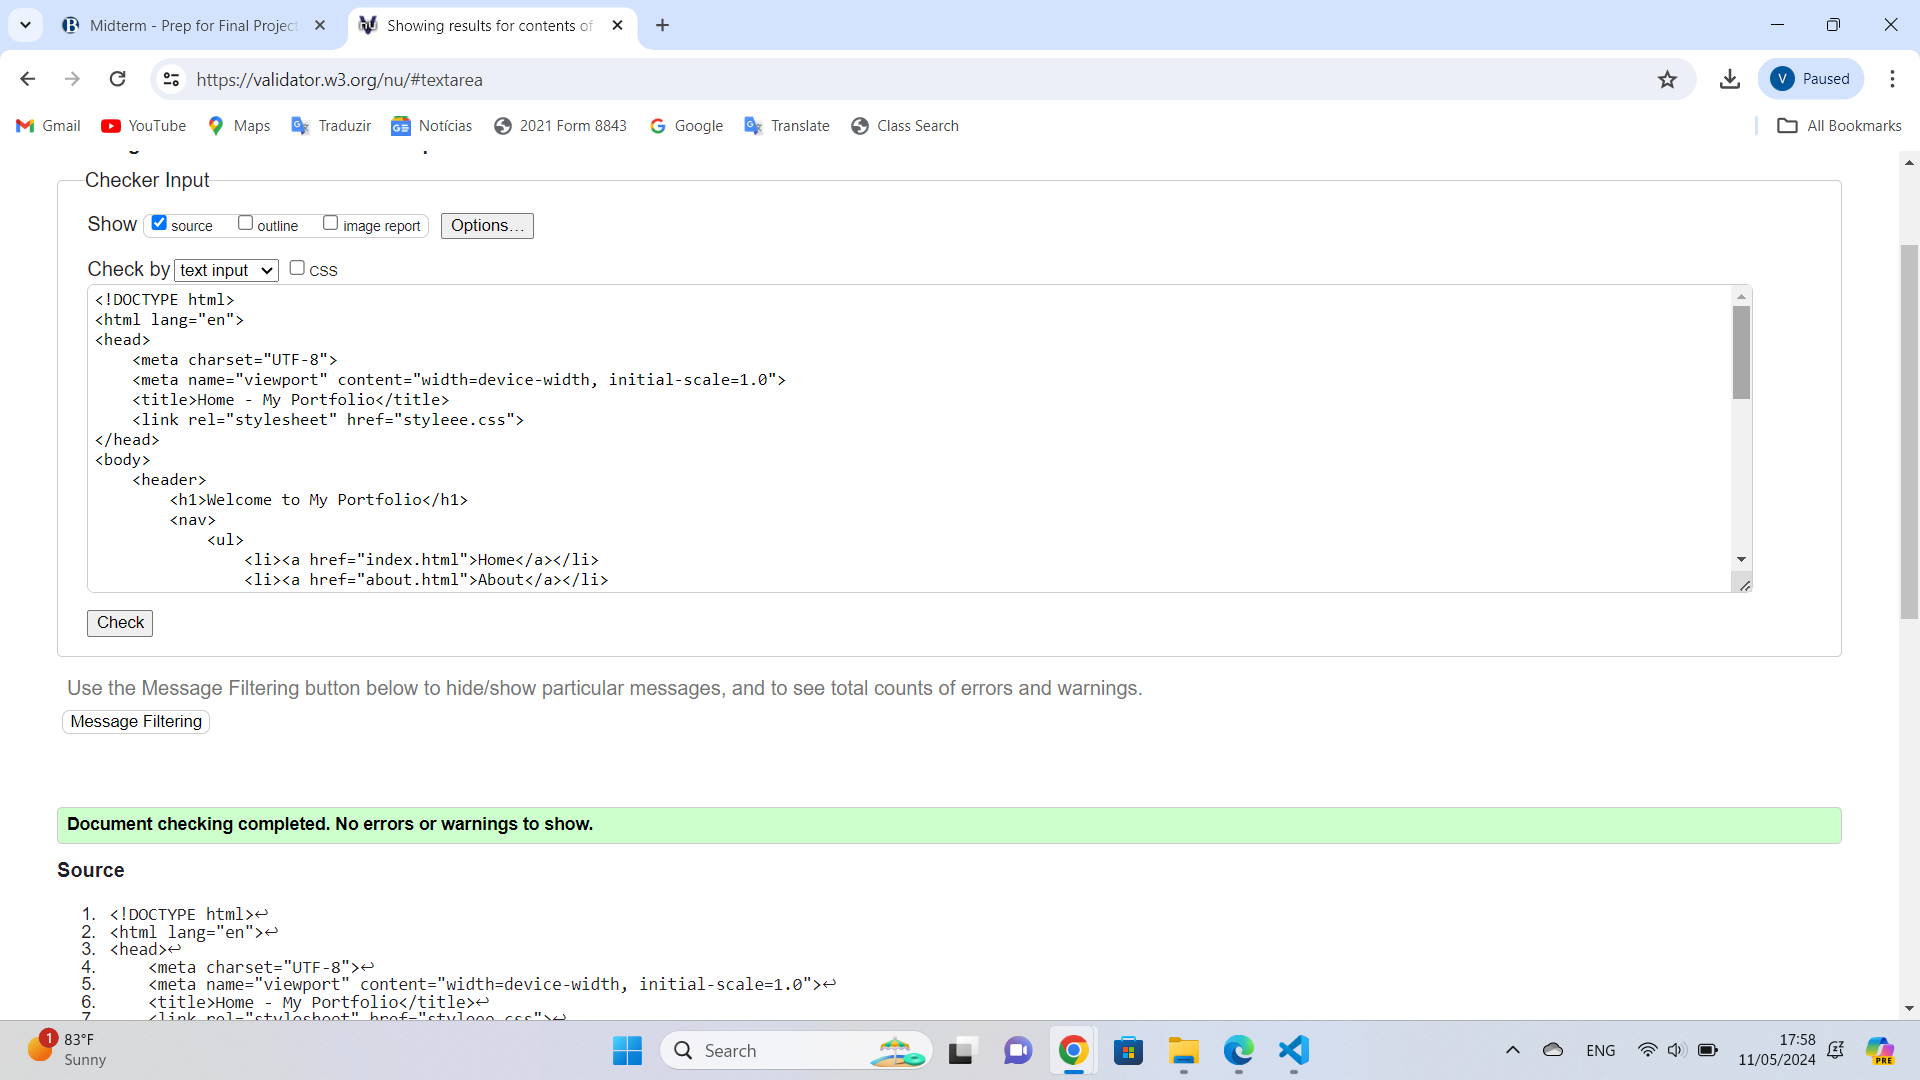 Midterm - Prep for Final Project
Showing results for contents of
https://validator.w3.org/nu/#textarea
V Paused
Gmail YouTube Maps Traduzir Notícias 2021 Form 8843 Google Translate Class Search All Bookmarks
Checker Input
Show source outline image report Options…
Check by text input CSS
<!DOCTYPE html>
<html lang="en">
<head>
    <meta charset="UTF-8">
    <meta name="viewport" content="width=device-width, initial-scale=1.0">
    <title>Home - My Portfolio</title>
    <link rel="stylesheet" href="styleee.css">
</head>
<body>
    <header>
        <h1>Welcome to My Portfolio</h1>
        <nav>
            <ul>
                <li><a href="index.html">Home</a></li>
                <li><a href="about.html">About</a></li>
Check
Use the Message Filtering button below to hide/show particular messages, and to see total counts of errors and warnings.
Message Filtering
Document checking completed. No errors or warnings to show.
Source
1. <!DOCTYPE html>↩
2. <html lang="en">↩
3. <head>↩
4.     <meta charset="UTF-8">↩
5.     <meta name="viewport" content="width=device-width, initial-scale=1.0">↩
6.     <title>Home - My Portfolio</title>↩
7.     <link rel="stylesheet" href="styleee.css">↩
1 83°F
Sunny
Search
ENG
17:58
11/05/2024
PRE